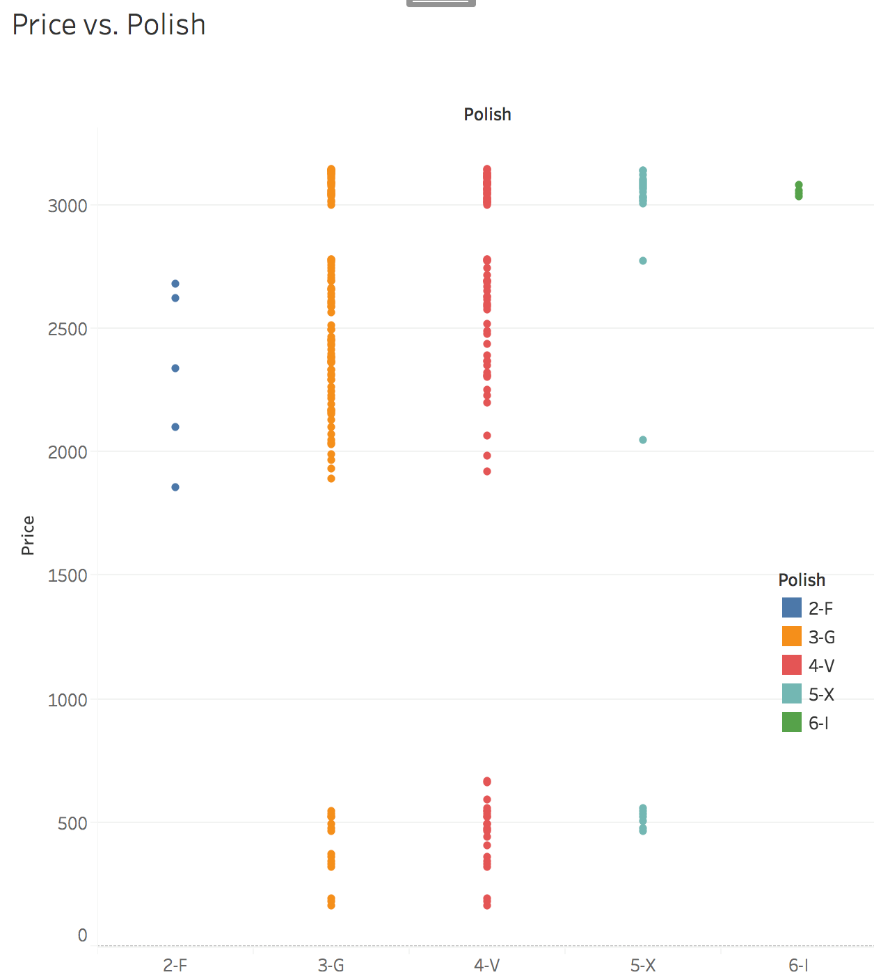 Price vs. Polish
Polish
3000
2500
2000
1500
1000
500
0
Price
Polish
2-F
3-G
4-V
5-X
6-I
2-F
3-G
4-V
5-X
6-I